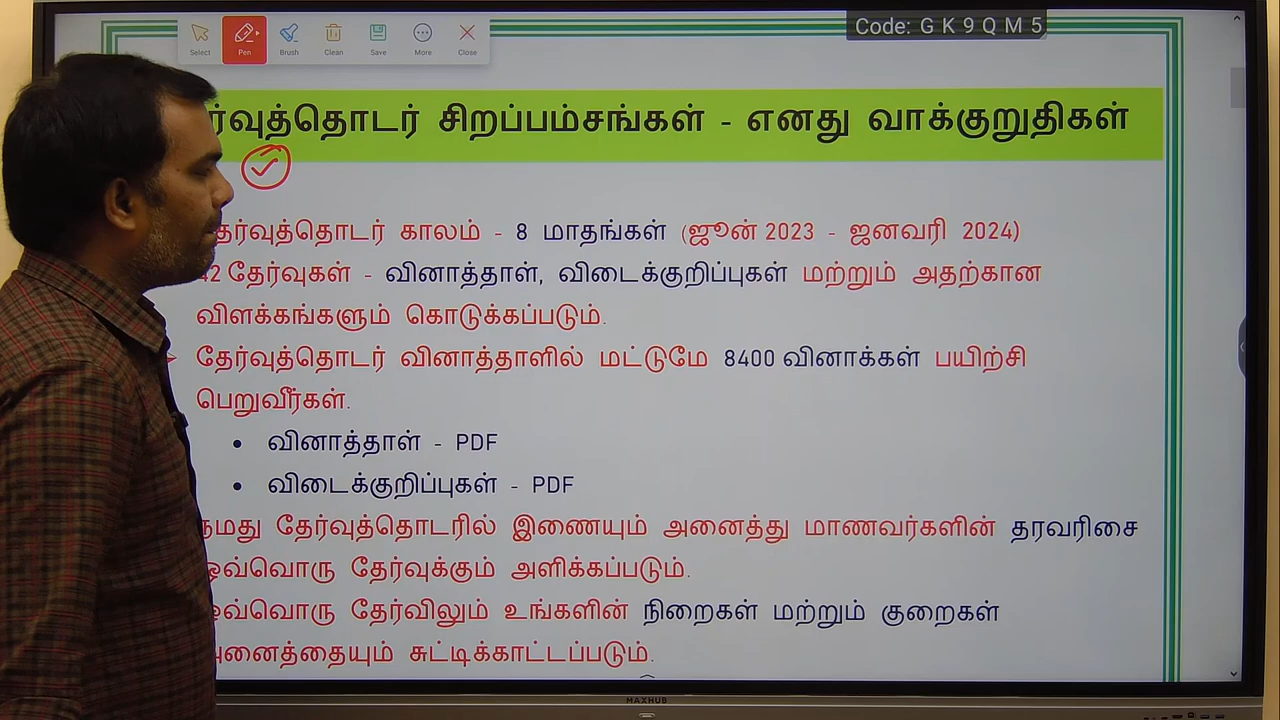 Select Pen Brush Clean Save More Close
Code: G K 9 Q M 5
சிறப்பம்சங்கள் - எனது வாக்குறுதிகள்
காலம் - 8 மாதங்கள் (ஜூன் 2023 - ஜனவரி 2024)
42 தேர்வுகள் - வினாத்தாள், விடைக்குறிப்புகள் மற்றும் அதற்கான
விளக்கங்களும் கொடுக்கப்படும்.
தேர்வுத்தொடர் வினாத்தாளில் மட்டுமே 8400 வினாக்கள் பயிற்சி
பெறுவீர்கள்.
• வினாத்தாள் - PDF
• விடைக்குறிப்புகள் - PDF
நமது தேர்வுத்தொடரில் இணையும் அனைத்து மாணவர்களின் தரவரிசை
ஒவ்வொரு தேர்வுக்கும் அளிக்கப்படும்.
ஒவ்வொரு தேர்விலும் உங்களின் நிறைகள் மற்றும் குறைகள்
அனைத்தையும் சுட்டிக்காட்டப்படும்.
MAXHUB